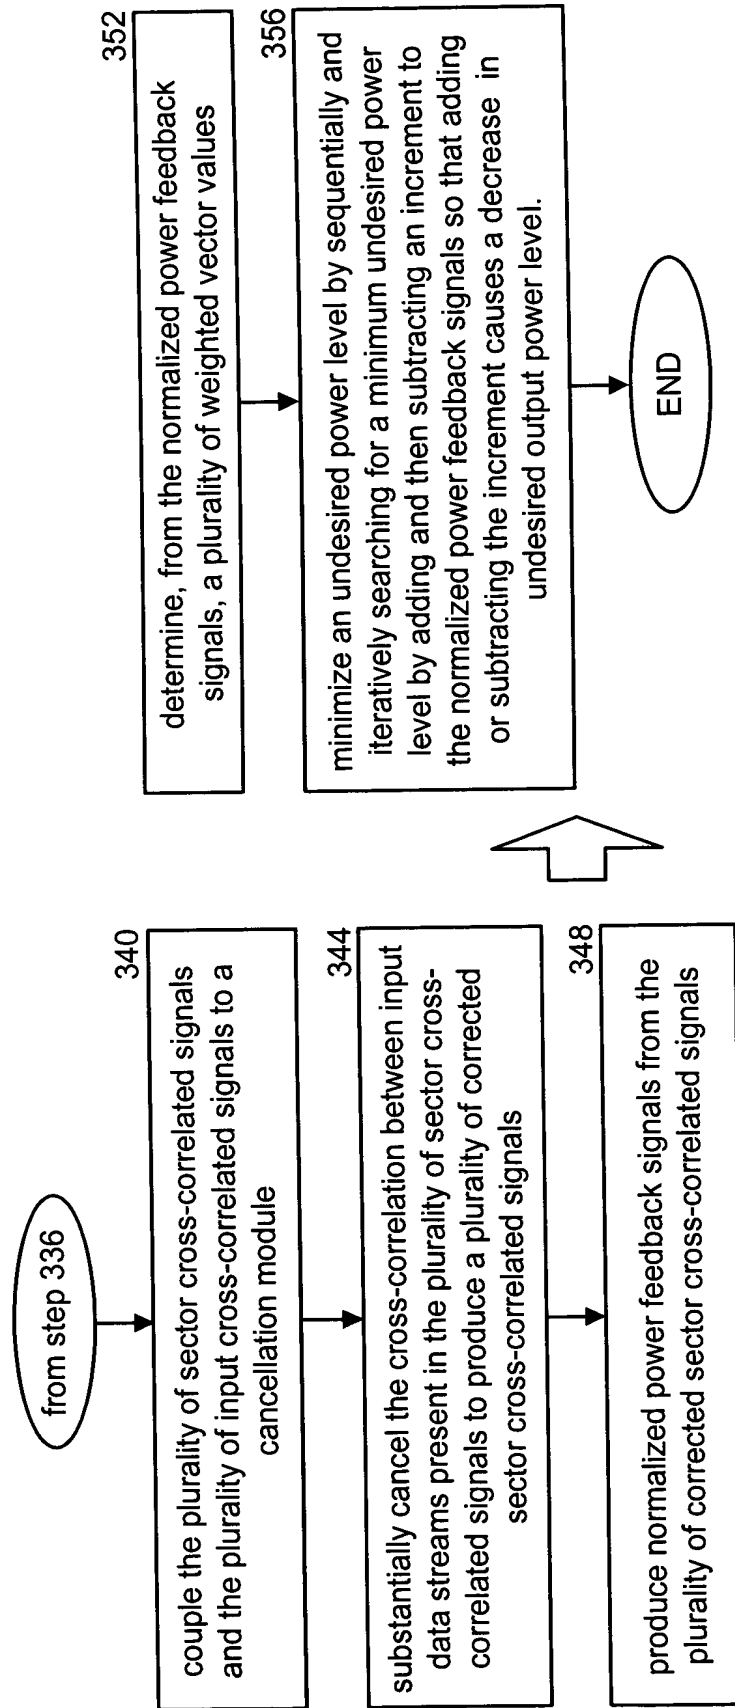 from step 336
340
couple the plurality of sector cross-correlated signals
and the plurality of input cross-correlated signals to a
cancellation module
344
substantially cancel the cross-correlation between input
data streams present in the plurality of sector cross-
correlated signals to produce a plurality of corrected
sector cross-correlated signals
348
produce normalized power feedback signals from the
plurality of corrected sector cross-correlated signals
352
determine, from the normalized power feedback
signals, a plurality of weighted vector values
356
minimize an undesired power level by sequentially and
iteratively searching for a minimum undesired power
level by adding and then subtracting an increment to
the normalized power feedback signals so that adding
or subtracting the increment causes a decrease in
undesired output power level.
END